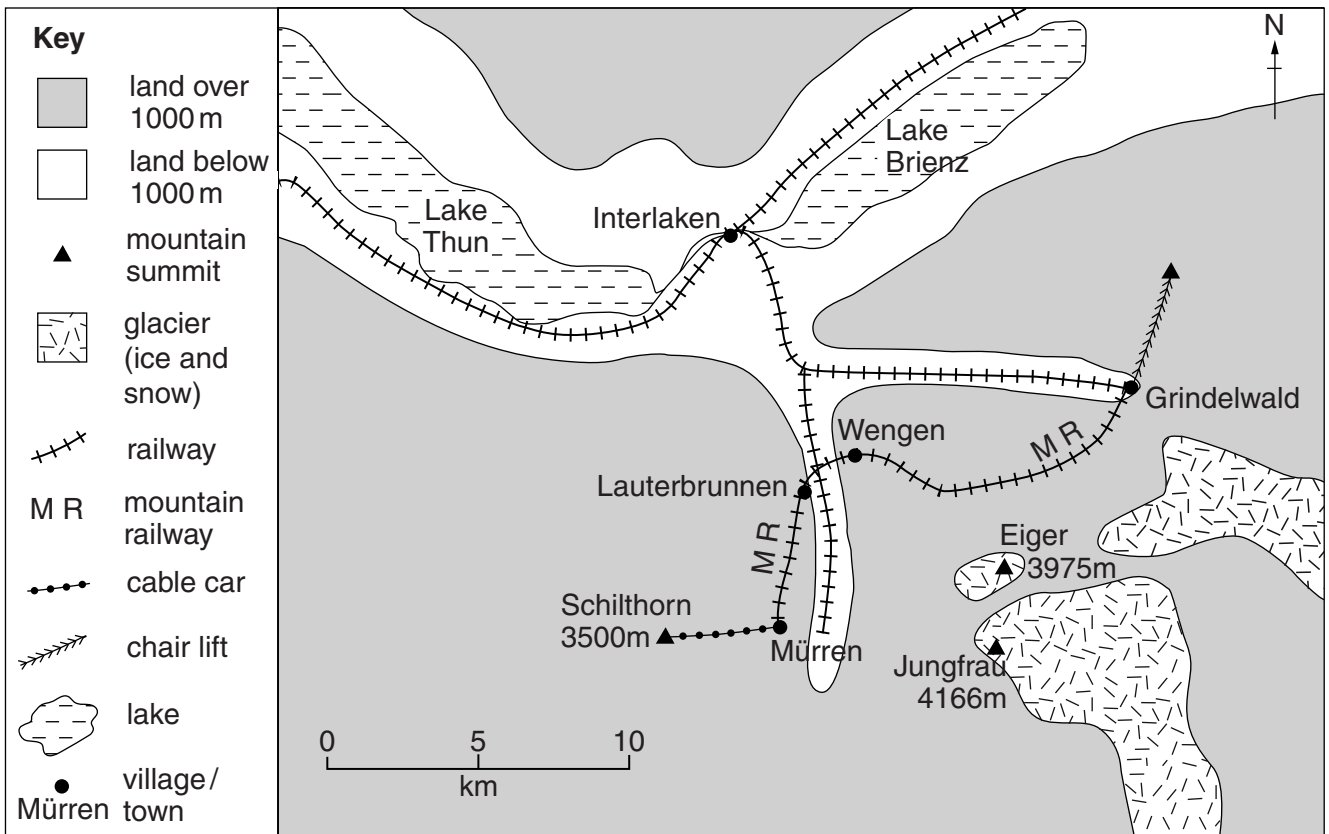 Key
land over
1000 m
land below
1000 m
mountain
summit
glacier
(ice and
snow)
railway
M R
mountain
railway
cable car
chair lift
lake
Mürren
village/
town
N
Lake
Brienz
Interlaken
Lake
Thun
Grindelwald
Wengen
M R
Lauterbrunnen
M R
Eiger
3975m
Schilthorn
3500m
Mürren
Jungfrau
4166m
0 5 10
km